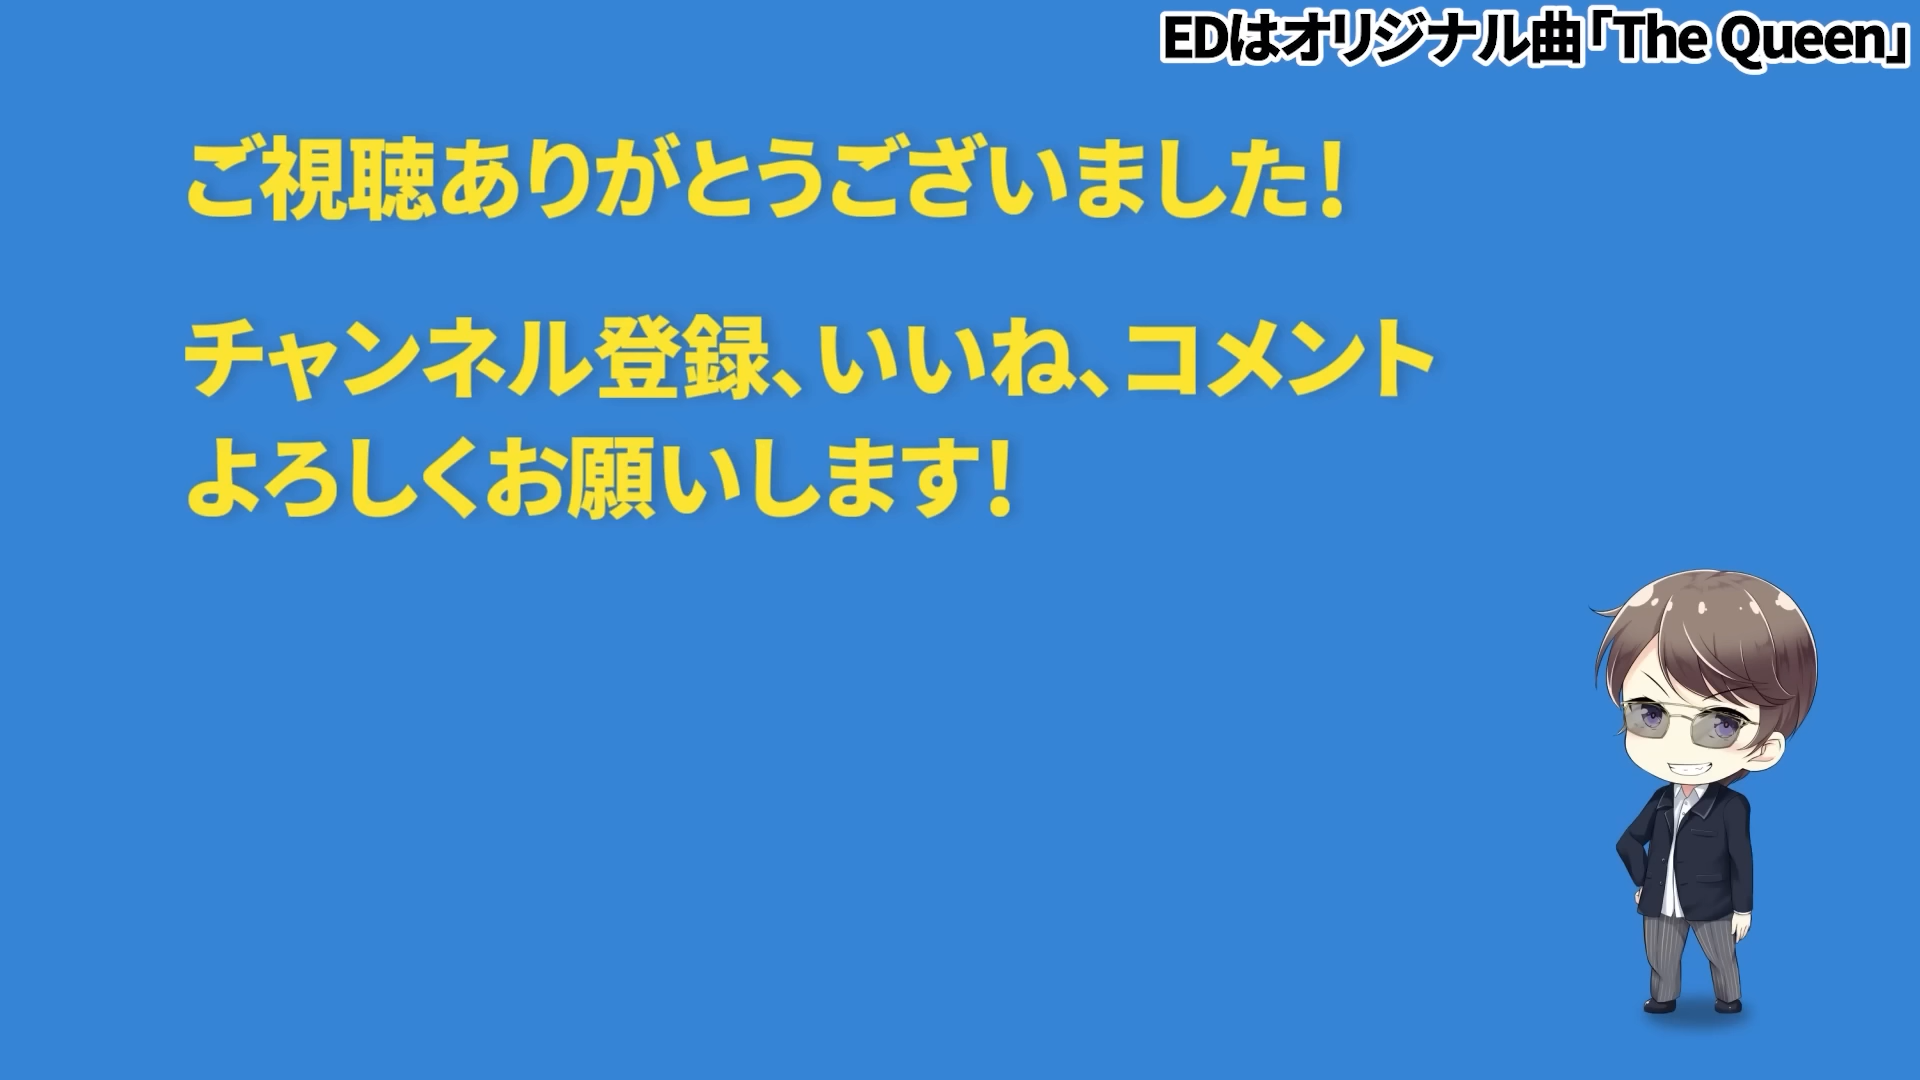 EDはオリジナル曲「The Queen」
ご視聴ありがとうございました!
チャンネル登録、いいね、コメント
よろしくお願いします!